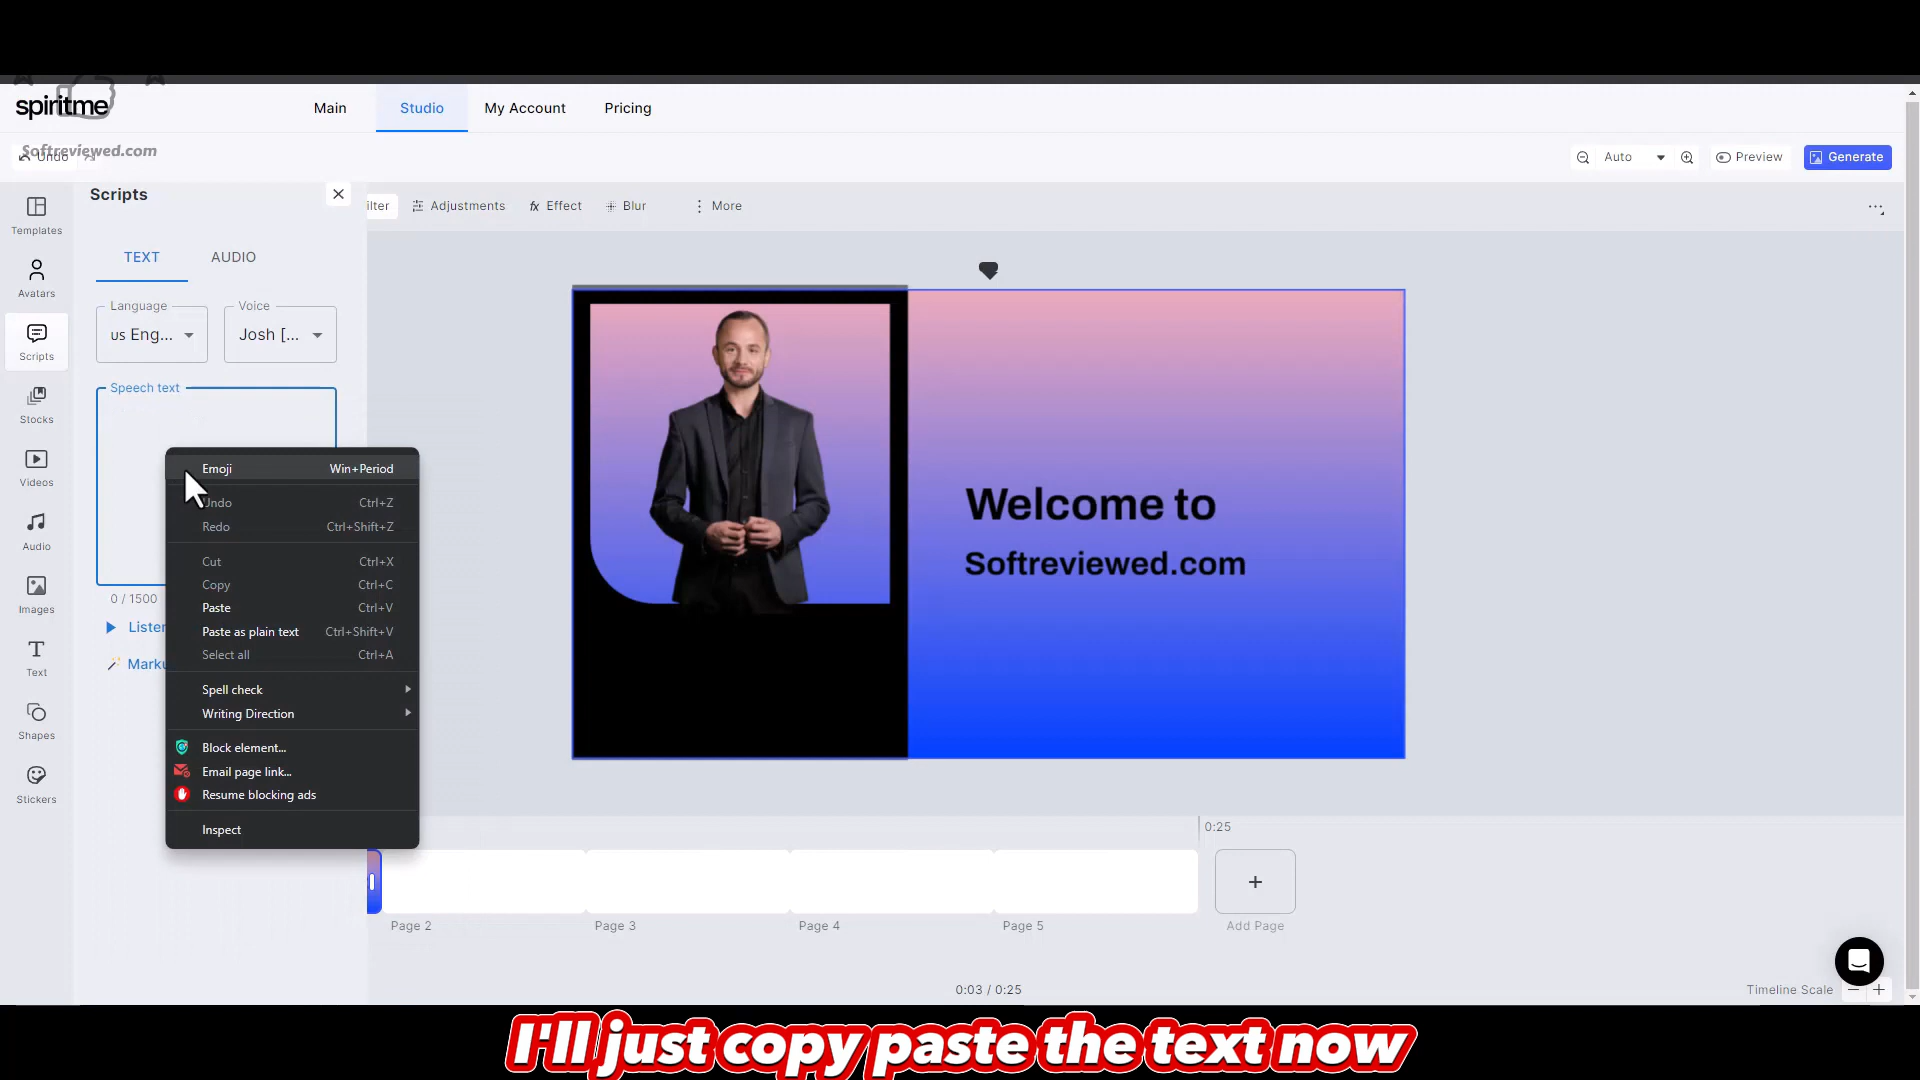 spiritme
Main
Studio
My Account
Pricing
Softreviewed.com
Undo
Auto
Preview
Generate
Scripts
Adjustments
fx Effect
Blur
More
Templates
Avatars
Scripts
Stocks
Videos
Audio
Images
Text
Shapes
Stickers
TEXT
AUDIO
Language
US Eng...
Voice
Josh [...
Speech text
0 / 1500
Emoji Win+Period
Undo Ctrl+Z
Redo Ctrl+Shift+Z
Cut Ctrl+X
Copy Ctrl+C
Paste Ctrl+V
Paste as plain text Ctrl+Shift+V
Select all Ctrl+A
Spell check
Writing Direction
Block element...
Email page link...
Resume blocking ads
Inspect
Welcome to
Softreviewed.com
0:25
Page 2
Page 3
Page 4
Page 5
+
Add Page
0:03 / 0:25
Timeline Scale
I'll just copy paste the text now